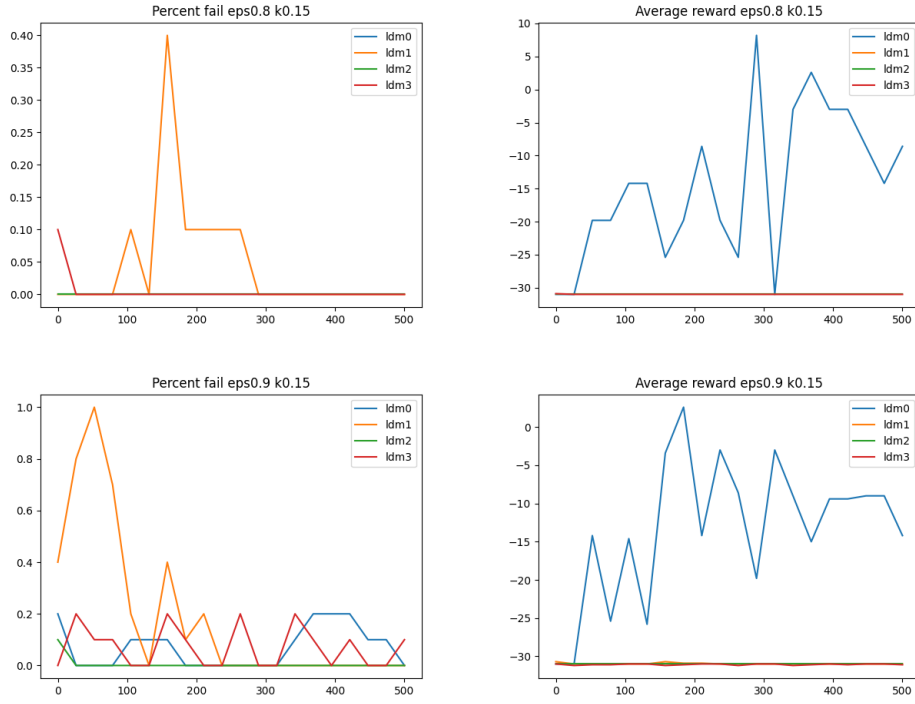 Percent fail eps0.8 k0.15
0.40
0.35
0.30
0.25
0.20
0.15
0.10
0.05
0.00
0 100 200 300 400 500
ldm0
ldm1
ldm2
ldm3
Average reward eps0.8 k0.15
10
5
0
−5
−10
−15
−20
−25
−30
0 100 200 300 400 500
ldm0
ldm1
ldm2
ldm3
Percent fail eps0.9 k0.15
1.0
0.8
0.6
0.4
0.2
0.0
0 100 200 300 400 500
ldm0
ldm1
ldm2
ldm3
Average reward eps0.9 k0.15
0
−5
−10
−15
−20
−25
−30
0 100 200 300 400 500
ldm0
ldm1
ldm2
ldm3